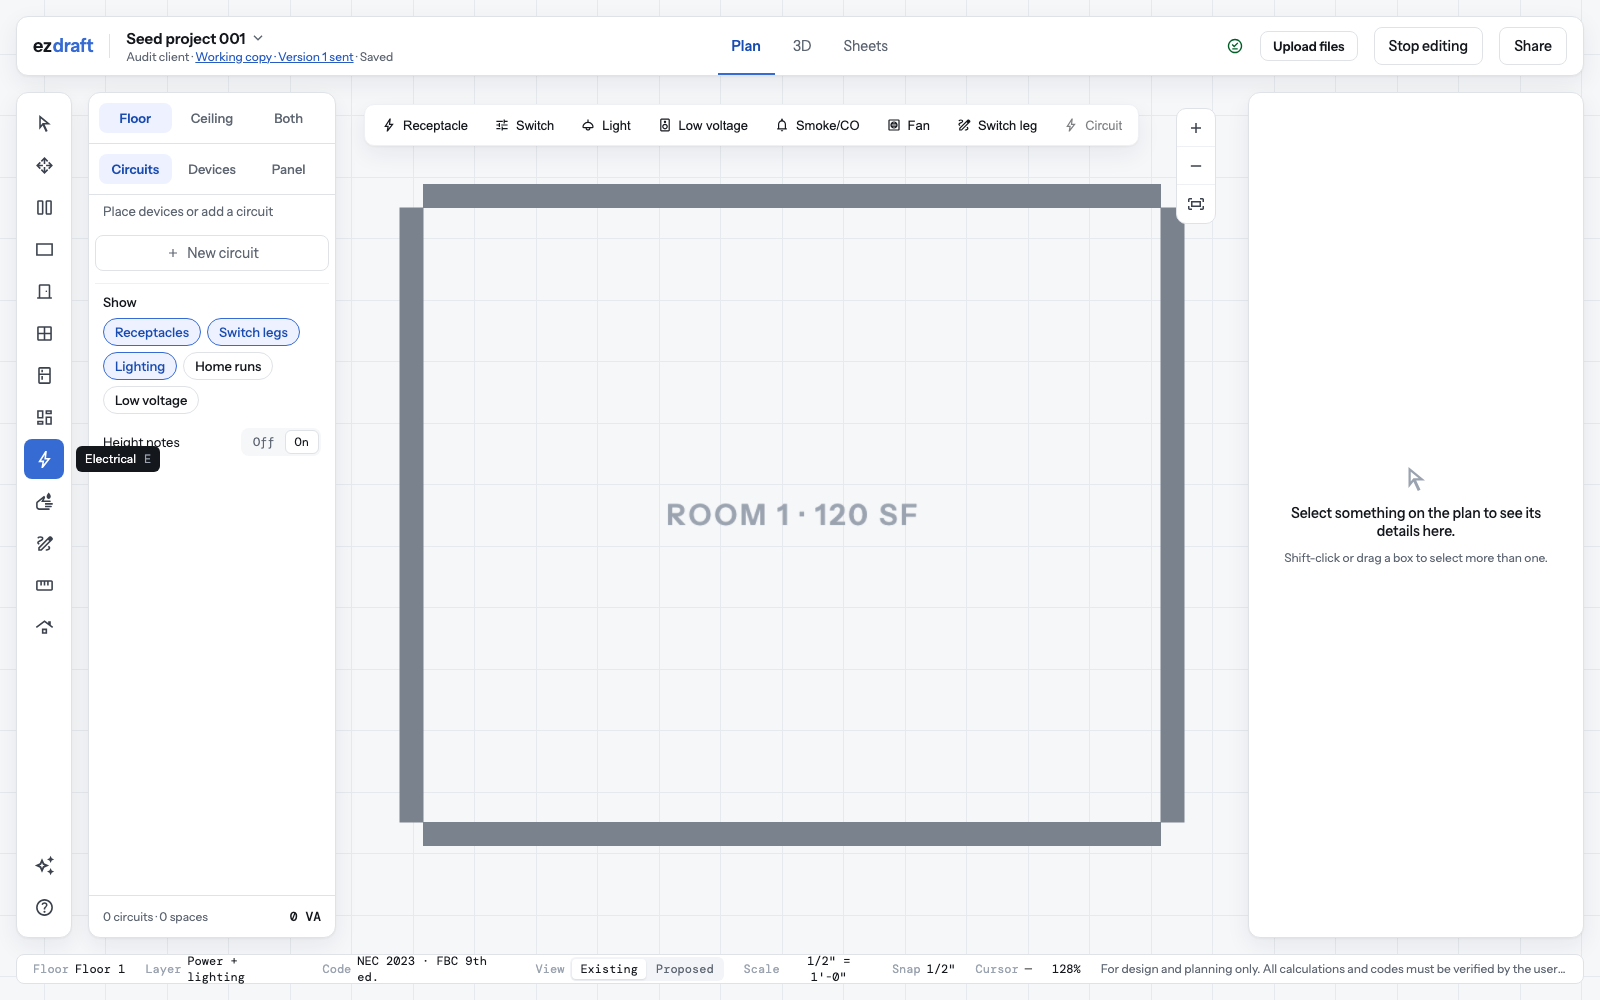 ezdraft
Seed project 001
Audit client · Working copy · Version 1 sent · Saved
Plan
3D
Sheets
Upload files
Stop editing
Share
Floor
Ceiling
Both
Circuits
Devices
Panel
Place devices or add a circuit
+ New circuit
Show
Receptacles
Switch legs
Lighting
Home runs
Low voltage
Height notes
Off
On
Electrical E
0 circuits · 0 spaces
0 VA
Receptacle
Switch
Light
Low voltage
Smoke/CO
Fan
Switch leg
Circuit
ROOM 1 · 120 SF
Select something on the plan to see its
details here.
Shift-click or drag a box to select more than one.
Floor Floor 1
Layer Power +
lighting
Code NEC 2023 · FBC 9th
ed.
View Existing Proposed
Scale 1/2" =
1'-0"
Snap 1/2"
Cursor —
128%
For design and planning only. All calculations and codes must be verified by the user...